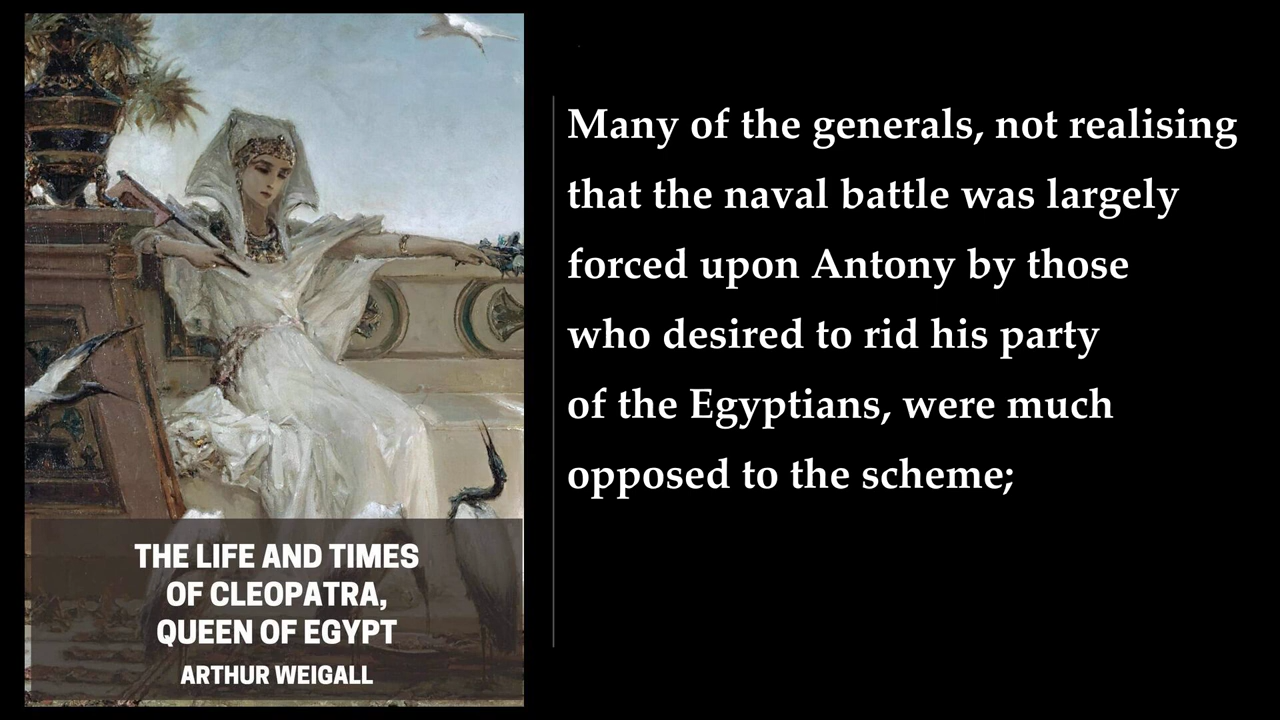 Many of the generals, not realising
that the naval battle was largely
forced upon Antony by those
who desired to rid his party
of the Egyptians, were much
opposed to the scheme;
THE LIFE AND TIMES
OF CLEOPATRA,
QUEEN OF EGYPT
ARTHUR WEIGALL